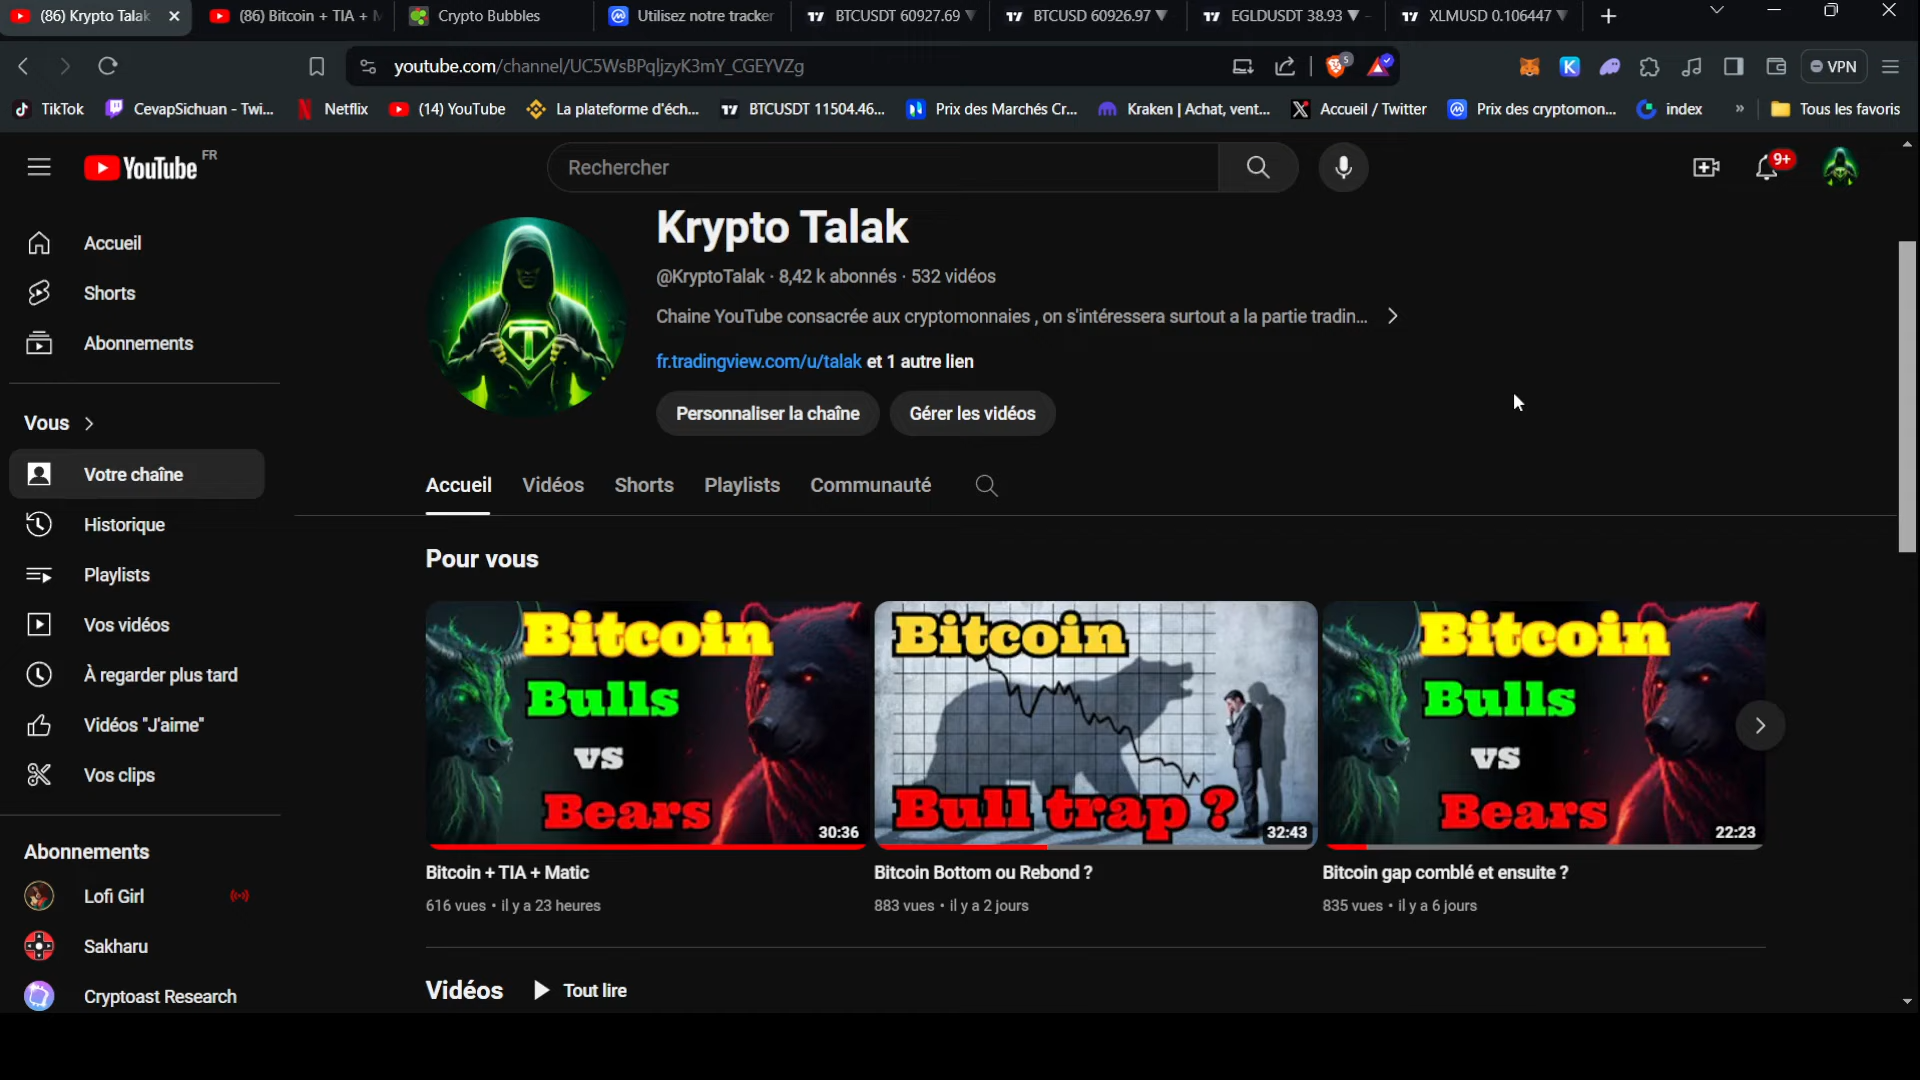 (86) Krypto Talak
(86) Bitcoin + TIA +
Crypto Bubbles
Utilisez notre tracker
BTCUSDT 60927.69 ▼
BTCUSD 60926.97 ▼
EGLDUSDT 38.93 ▼
XLMUSD 0.106447 ▼
youtube.com/channel/UC5WsBPqljzyK3mY_CGEYVZg
5
VPN
TikTok
CevapSichuan - Twi...
Netflix
(14) YouTube
La plateforme d'éch...
BTCUSDT 11504.46...
Prix des Marchés Cr...
Kraken | Achat, vent...
Accueil / Twitter
Prix des cryptomon...
index
»
Tous les favoris
YouTube FR
Rechercher
9+
Accueil
Shorts
Abonnements
Vous
Votre chaîne
Historique
Playlists
Vos vidéos
À regarder plus tard
Vidéos "J'aime"
Vos clips
Abonnements
Lofi Girl
Sakharu
Cryptoast Research
Krypto Talak
@KryptoTalak · 8,42 k abonnés · 532 vidéos
Chaine YouTube consacrée aux cryptomonnaies , on s'intéressera surtout a la partie tradin...
fr.tradingview.com/u/talak et 1 autre lien
Personnaliser la chaîne
Gérer les vidéos
Accueil
Vidéos
Shorts
Playlists
Communauté
Pour vous
Bitcoin
Bulls
vs
Bears
30:36
Bitcoin + TIA + Matic
616 vues • il y a 23 heures
Bitcoin
Bull trap ?
32:43
Bitcoin Bottom ou Rebond ?
883 vues • il y a 2 jours
Bitcoin
Bulls
vs
Bears
22:23
Bitcoin gap comblé et ensuite ?
835 vues • il y a 6 jours
Vidéos
Tout lire